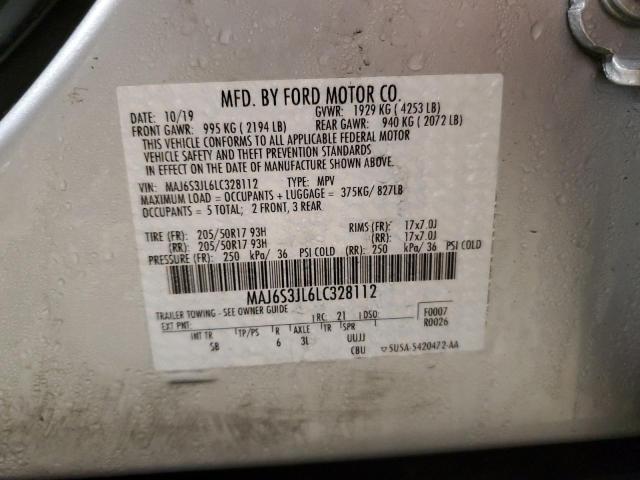 MFD. BY FORD MOTOR CO.
DATE: 10/19 GVWR: 1929 KG ( 4253 LB)
FRONT GAWR: 995 KG ( 2194 LB) REAR GAWR: 940 KG ( 2072 LB)
THIS VEHICLE CONFORMS TO ALL APPLICABLE FEDERAL MOTOR
VEHICLE SAFETY AND THEFT PREVENTION STANDARDS
IN EFFECT ON THE DATE OF MANUFACTURE SHOWN ABOVE.
VIN: MAJ6S3JL6LC328112 TYPE: MPV
MAXIMUM LOAD = OCCUPANTS + LUGGAGE = 375KG/ 827LB
OCCUPANTS = 5 TOTAL; 2 FRONT, 3 REAR
TIRE (FR): 205/50R17 93H RIMS (FR): 17x7.0J
(RR): 205/50R17 93H (RR): 17x7.0J
PRESSURE (FR): 250 kPa/ 36 PSI COLD (RR): 250 kPa/ 36 PSI COLD
MAJ6S3JL6LC328112
TRAILER TOWING - SEE OWNER GUIDE
EXT PNT: RC: 21 DSO: F0007
R0026
INT TR TP/PS R AXLE TR SPR
SB 6 3L UUJJ
CBU SU5A-S420472-AA